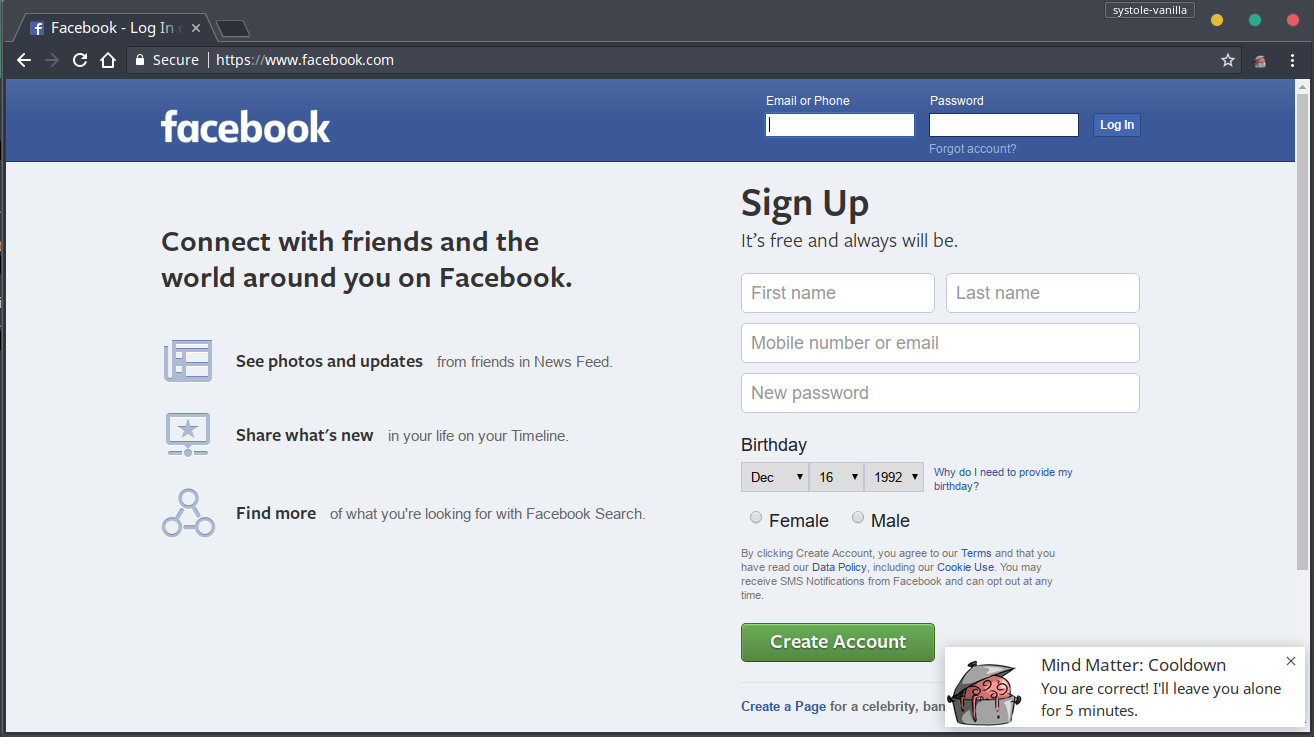 systole-vanilla
Facebook - Log In
Secure | https://www.facebook.com
facebook
Email or Phone
Password
Log In
Forgot account?
Connect with friends and the
world around you on Facebook.
See photos and updates from friends in News Feed.
Share what's new in your life on your Timeline.
Find more of what you're looking for with Facebook Search.
Sign Up
It's free and always will be.
First name
Last name
Mobile number or email
New password
Birthday
Dec
16
1992
Why do I need to provide my
birthday?
Female
Male
By clicking Create Account, you agree to our Terms and that you
have read our Data Policy, including our Cookie Use. You may
receive SMS Notifications from Facebook and can opt out at any
time.
Create Account
Create a Page for a celebrity,
Mind Matter: Cooldown
You are correct! I'll leave you alone
for 5 minutes.